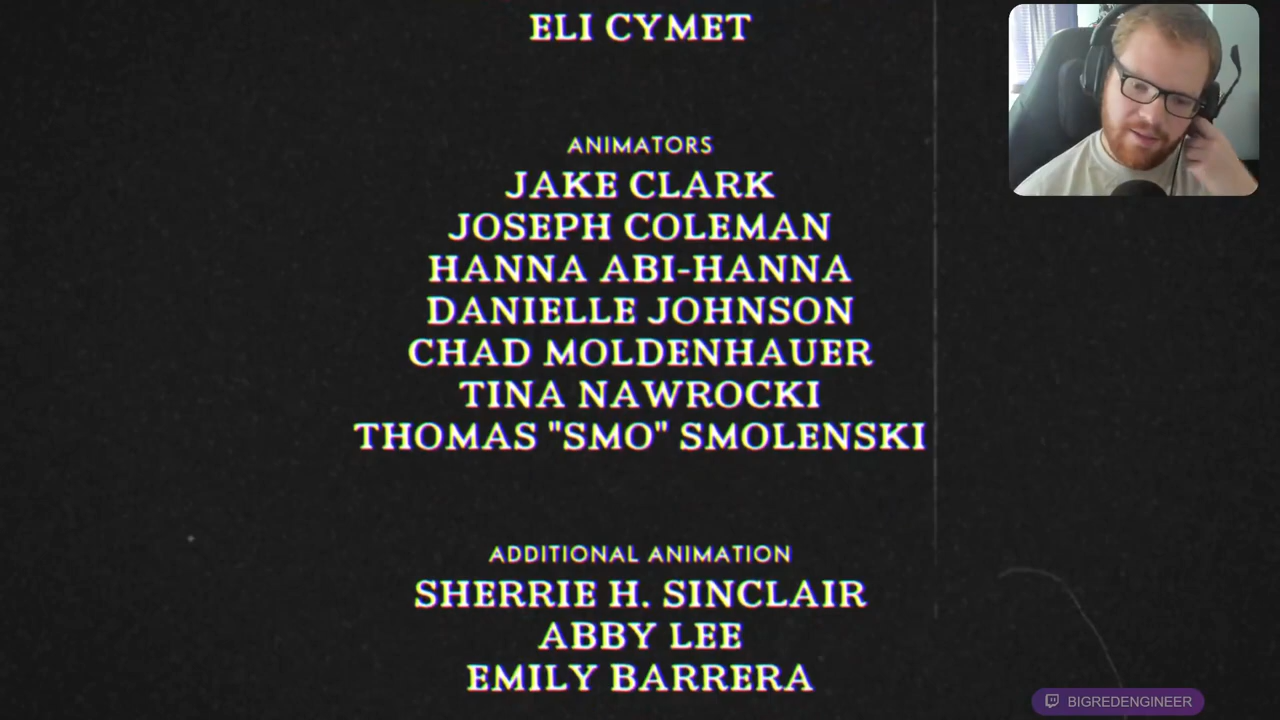 ELI CYMET
ANIMATORS
JAKE CLARK
JOSEPH COLEMAN
HANNA ABI-HANNA
DANIELLE JOHNSON
CHAD MOLDENHAUER
TINA NAWROCKI
THOMAS "SMO" SMOLENSKI
ADDITIONAL ANIMATION
SHERRIE H. SINCLAIR
ABBY LEE
EMILY BARRERA
BIGREDENGINEER